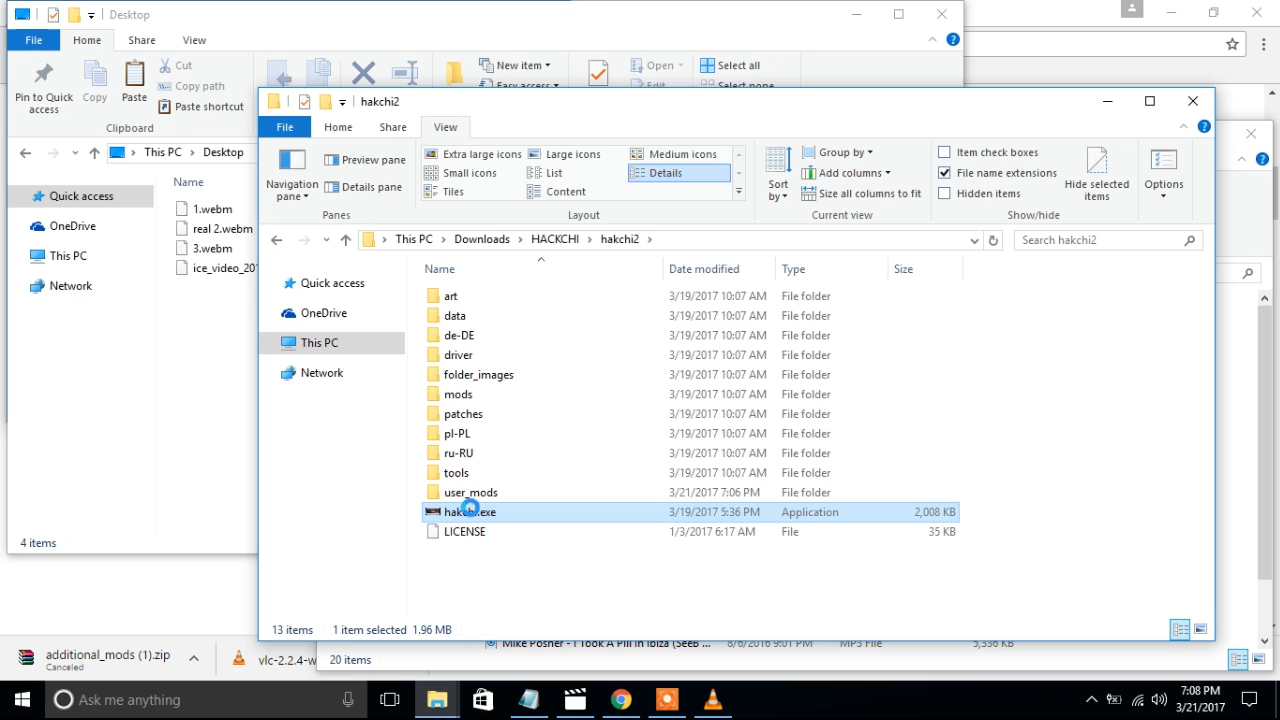 Desktop
File Home Share View
Pin to Quick access
Copy
Paste
Cut
Copy path
Paste shortcut
Clipboard
New item
Open
Select all
This PC > Desktop
Quick access
OneDrive
This PC
Network
Name
1.webm
real 2.webm
3.webm
4 items
hakchi2
File Home Share View
Navigation pane
Preview pane
Details pane
Panes
Extra large icons
Large icons
Medium icons
Small icons
List
Details
Tiles
Content
Layout
Sort by
Group by
Add columns
Size all columns to fit
Current view
Item check boxes
File name extensions
Hidden items
Hide selected items
Show/hide
Options
This PC > Downloads > HACKCHI > hakchi2 >
Search hakchi2
Quick access
OneDrive
This PC
Network
Name Date modified Type Size
art 3/19/2017 10:07 AM File folder
data 3/19/2017 10:07 AM File folder
de-DE 3/19/2017 10:07 AM File folder
driver 3/19/2017 10:07 AM File folder
folder_images 3/19/2017 10:07 AM File folder
mods 3/19/2017 10:07 AM File folder
patches 3/19/2017 10:07 AM File folder
pl-PL 3/19/2017 10:07 AM File folder
ru-RU 3/19/2017 10:07 AM File folder
tools 3/19/2017 10:07 AM File folder
user_mods 3/21/2017 7:06 PM File folder
3/19/2017 5:36 PM Application 2,008 KB
LICENSE 1/3/2017 6:17 AM File 35 KB
13 items 1 item selected 1.96 MB
20 items
additional_mods (1).zip
Canceled
vlc-2.2.4-w
Ask me anything
7:08 PM
3/21/2017